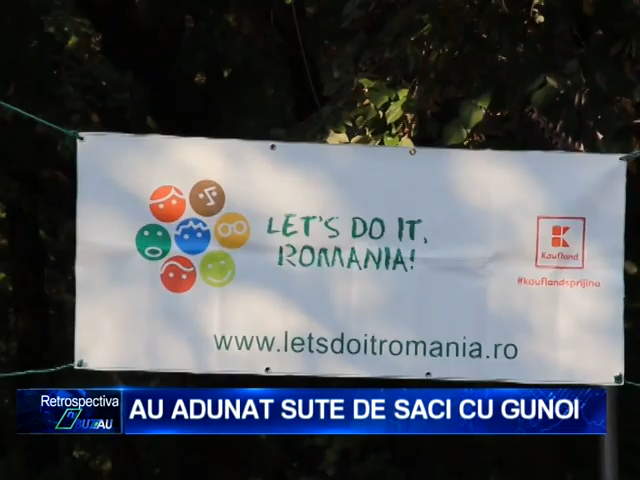 LET'S DO IT,
ROMANIA!
Kaufland
#kauflandsprijina
www.letsdoitromania.ro
Retrospectiva
BUZAU
AU ADUNAT SUTE DE SACI CU GUNOI